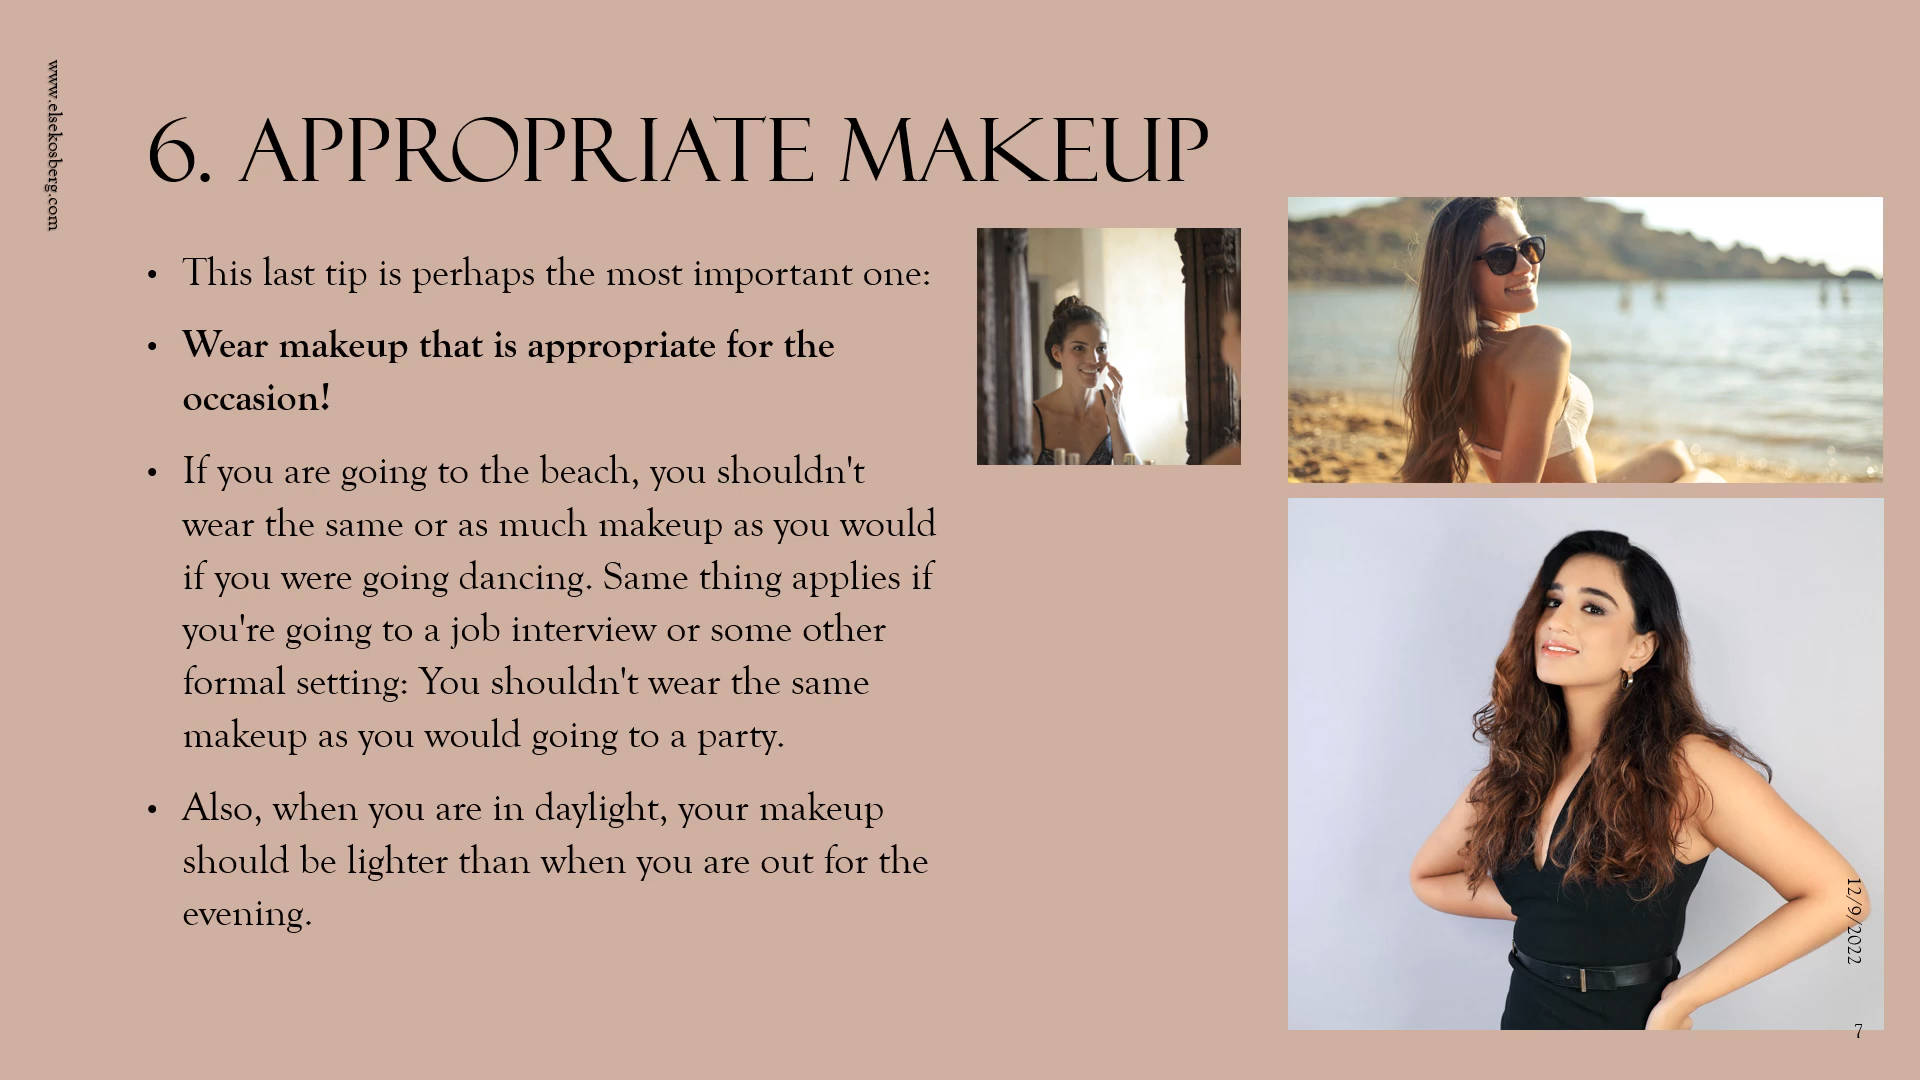 www.elsekosberg.com
6. APPROPRIATE MAKEUP
• This last tip is perhaps the most important one:
• Wear makeup that is appropriate for the
occasion!
• If you are going to the beach, you shouldn't
wear the same or as much makeup as you would
if you were going dancing. Same thing applies if
you're going to a job interview or some other
formal setting: You shouldn't wear the same
makeup as you would going to a party.
• Also, when you are in daylight, your makeup
should be lighter than when you are out for the
evening.
12/9/2022
7